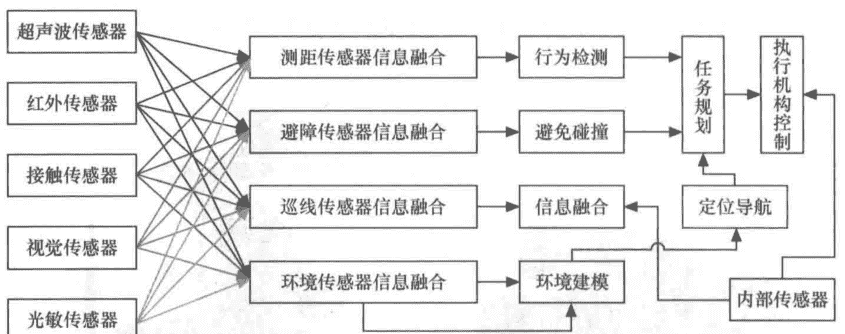 超声波传感器
红外传感器
接触传感器
视觉传感器
光敏传感器
测距传感器信息融合
避障传感器信息融合
巡线传感器信息融合
环境传感器信息融合
行为检测
避免碰撞
信息融合
环境建模
任务规划
执行机构控制
定位导航
内部传感器